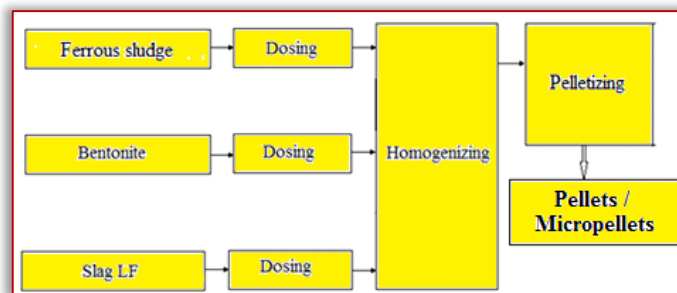 Ferrous sludge
Dosing
Bentonite
Dosing
Slag LF
Dosing
Homogenizing
Pelletizing
Pellets /
Micropellets